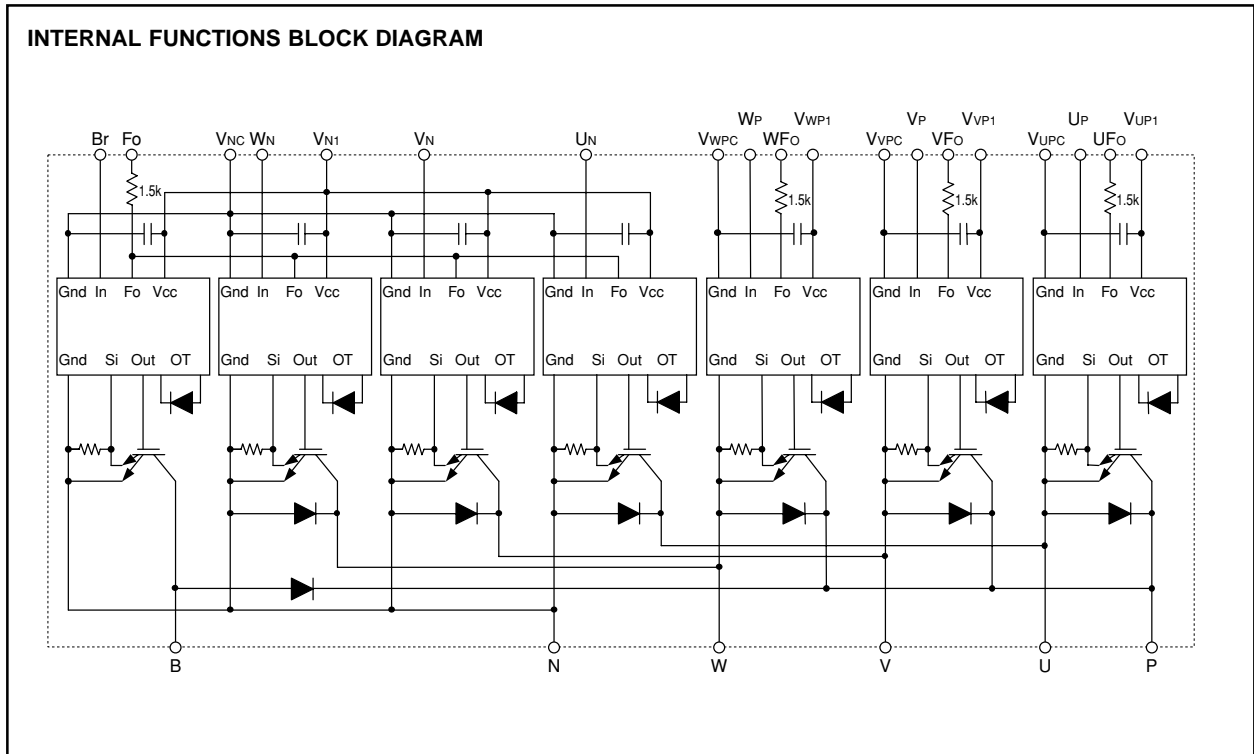 INTERNAL FUNCTIONS BLOCK DIAGRAM
WP VWP1 VP VVP1 UP VUP1
Br Fo VNC WN VN1 VN UN VWPC WFO VVPC VFO VUPC UFO
1.5k 1.5k 1.5k 1.5k
Gnd In Fo Vcc Gnd In Fo Vcc Gnd In Fo Vcc Gnd In Fo Vcc Gnd In Fo Vcc Gnd In Fo Vcc Gnd In Fo Vcc
Gnd Si Out OT Gnd Si Out OT Gnd Si Out OT Gnd Si Out OT Gnd Si Out OT Gnd Si Out OT Gnd Si Out OT
B N W V U P